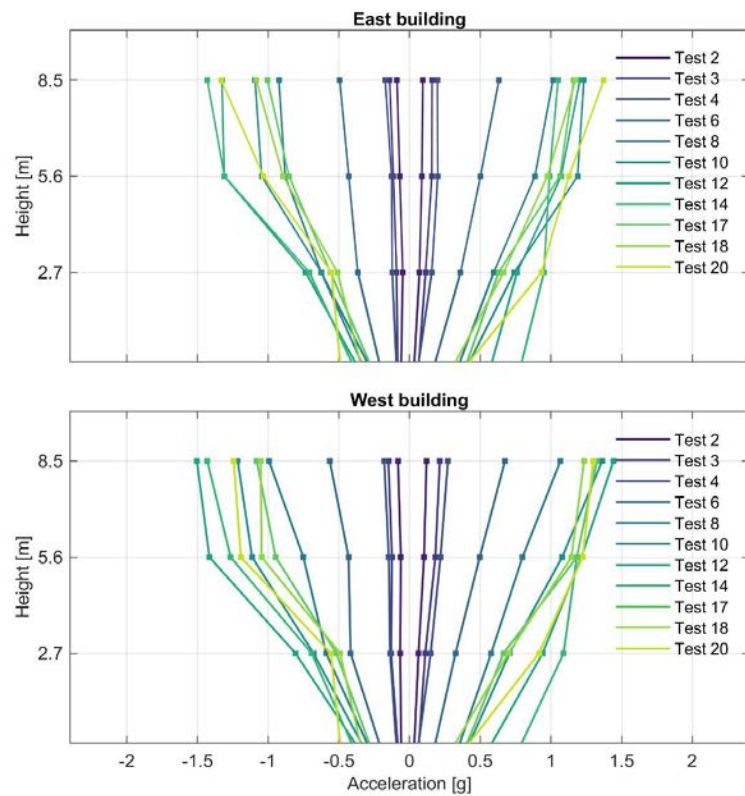 East building
8.5
5.6
2.7
Height [m]
Test 2
Test 3
Test 4
Test 6
Test 8
Test 10
Test 12
Test 14
Test 17
Test 18
Test 20
West building
8.5
5.6
2.7
Height [m]
Test 2
Test 3
Test 4
Test 6
Test 8
Test 10
Test 12
Test 14
Test 17
Test 18
Test 20
-2 -1.5 -1 -0.5 0 0.5 1 1.5 2
Acceleration [g]